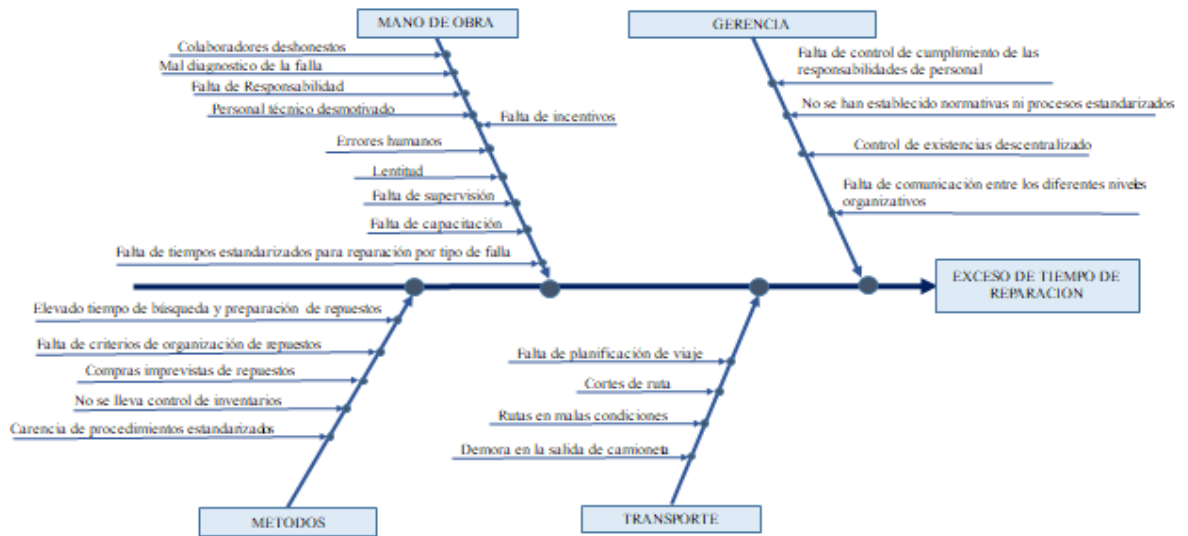 MANO DE OBRA
Colaboradores deshonestos
Mal diagnostico de la falla
Falta de Responsabilidad
Personal técnico desmotivado
Falta de incentivos
Errores humanos
Lentitud
Falta de supervisión
Falta de capacitación
Falta de tiempos estandarizados para reparación por tipo de falla
GERENCIA
Falta de control de cumplimiento de las
responsabilidades de personal
No se han establecido normativas ni procesos estandarizados
Control de existencias descentralizado
Falta de comunicación entre los diferentes niveles
organizativos
EXCESO DE TIEMPO DE
REPARACION
Elevado tiempo de búsqueda y preparación de repuestos
Falta de criterios de organización de repuestos
Compras imprevistas de repuestos
No se lleva control de inventarios
Carencia de procedimientos estandarizados
METODOS
Falta de planificación de viaje
Cortes de ruta
Rutas en malas condiciones
Demora en la salida de camioneta
TRANSPORTE